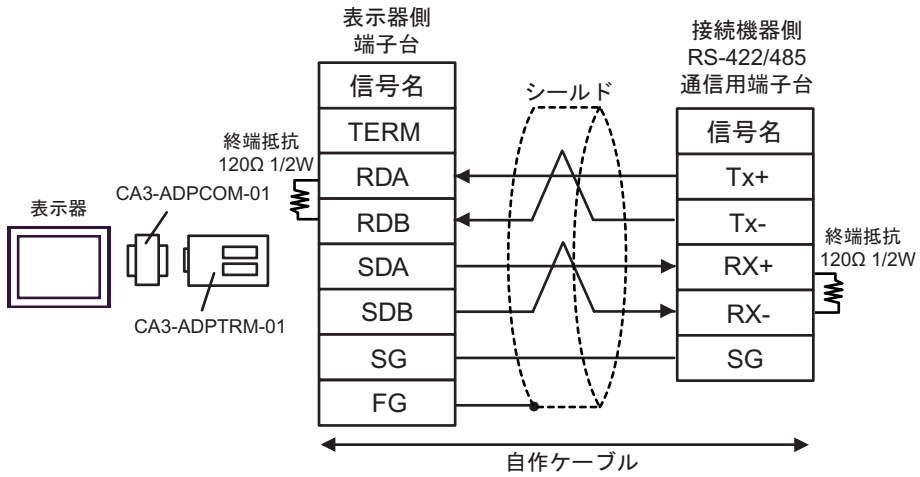 表示器側
端子台
信号名
TERM
RDA
RDB
SDA
SDB
SG
FG
終端抵抗
120Ω 1/2W
CA3-ADPCOM-01
表示器
CA3-ADPTRM-01
シールド
接続機器側
RS-422/485
通信用端子台
信号名
Tx+
Tx-
RX+
RX-
SG
終端抵抗
120Ω 1/2W
自作ケーブル